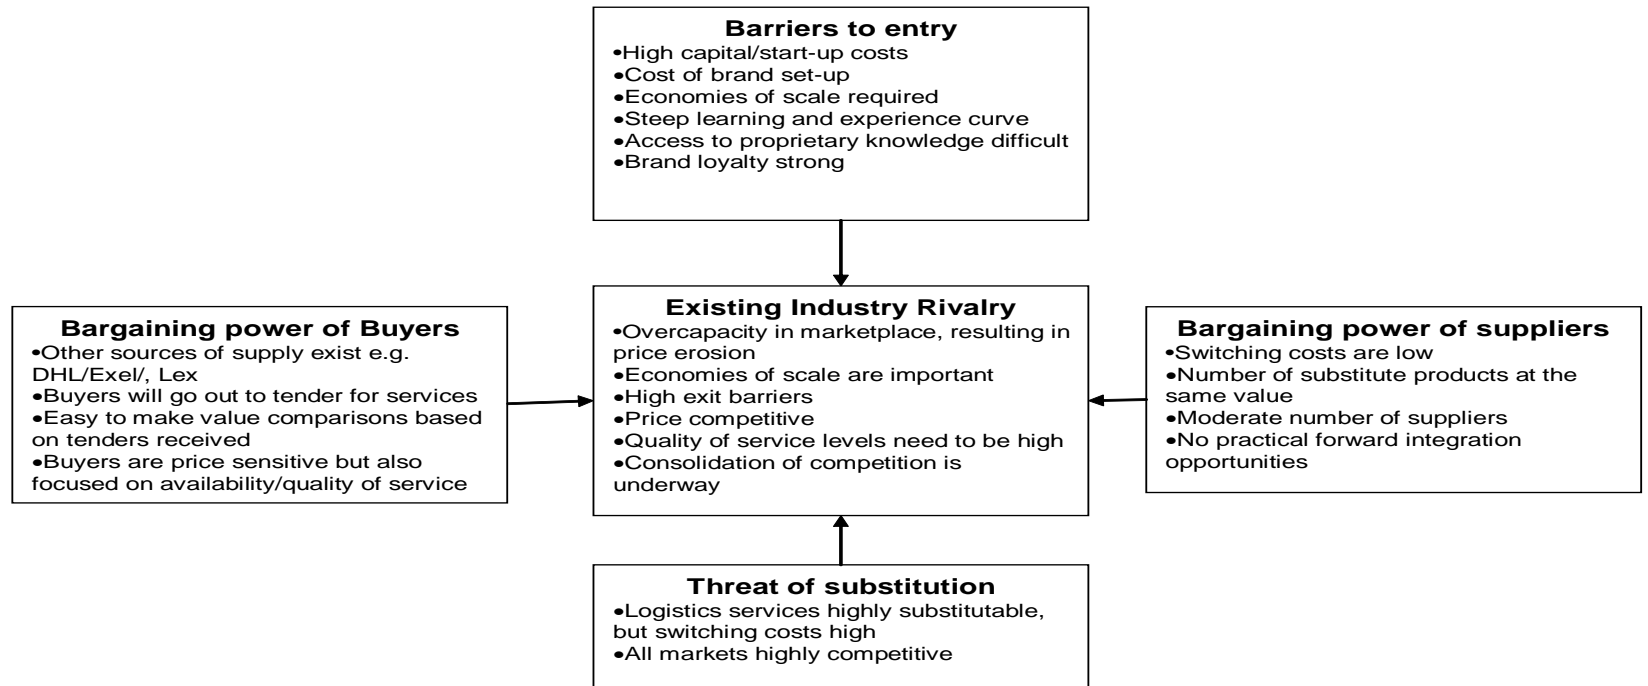 Barriers to entry
•High capital/start-up costs
•Cost of brand set-up
•Economies of scale required
•Steep learning and experience curve
•Access to proprietary knowledge difficult
•Brand loyalty strong
Bargaining power of Buyers
•Other sources of supply exist e.g.
DHL/Exel/, Lex
•Buyers will go out to tender for services
•Easy to make value comparisons based
on tenders received
•Buyers are price sensitive but also
focused on availability/quality of service
Existing Industry Rivalry
•Overcapacity in marketplace, resulting in
price erosion
•Economies of scale are important
•High exit barriers
•Price competitive
•Quality of service levels need to be high
•Consolidation of competition is
underway
Bargaining power of suppliers
•Switching costs are low
•Number of substitute products at the
same value
•Moderate number of suppliers
•No practical forward integration
opportunities
Threat of substitution
•Logistics services highly substitutable,
but switching costs high
•All markets highly competitive